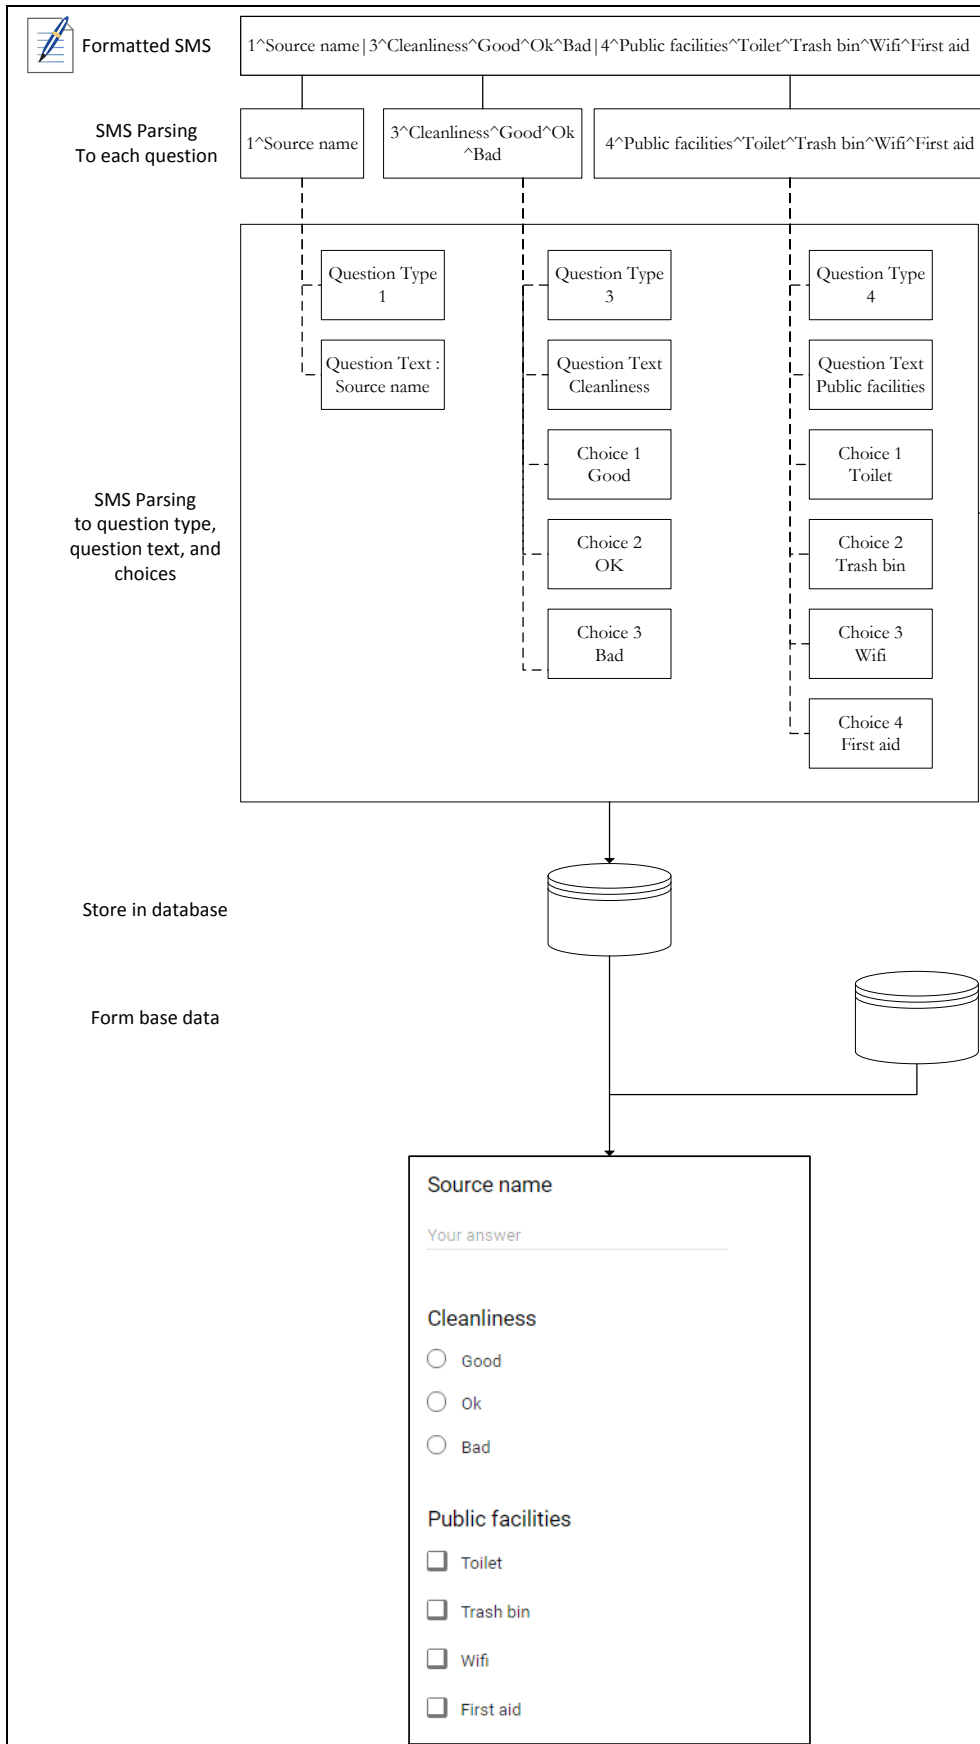 Formatted SMS
1^Source name|3^Cleanliness^Good^Ok^Bad|4^Public facilities^Toilet^Trash bin^Wifi^First aid
SMS Parsing
To each question
1^Source name
3^Cleanliness^Good^Ok
^Bad
4^Public facilities^Toilet^Trash bin^Wifi^First aid
SMS Parsing
to question type,
question text, and
choices
Question Type
1
Question Text :
Source name
Question Type
3
Question Text
Cleanliness
Choice 1
Good
Choice 2
OK
Choice 3
Bad
Question Type
4
Question Text
Public facilities
Choice 1
Toilet
Choice 2
Trash bin
Choice 3
Wifi
Choice 4
First aid
Store in database
Form base data
Source name
Your answer
Cleanliness
Good
Ok
Bad
Public facilities
Toilet
Trash bin
Wifi
First aid